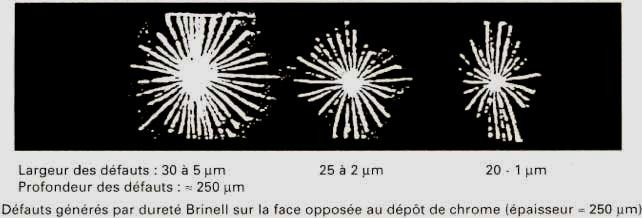 Largeur des défauts : 30 à 5 µm 25 à 2 µm 20 - 1 µm
Profondeur des défauts : ≈ 250 µm
Défauts générés par dureté Brinell sur la face opposée au dépôt de chrome (épaisseur = 250 µm)